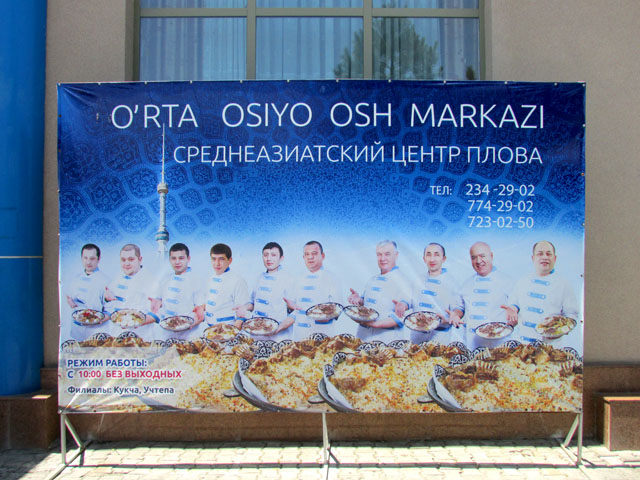 O'RTA OSIYO OSH MARKAZI
СРЕДНЕАЗИАТСКИЙ ЦЕНТР ПЛОВА
ТЕЛ: 234-29-02
774-29-02
723-02-50
РЕЖИМ РАБОТЫ:
С 10:00 БЕЗ ВЫХОДНЫХ
Филиалы: Кукча, Учтепа